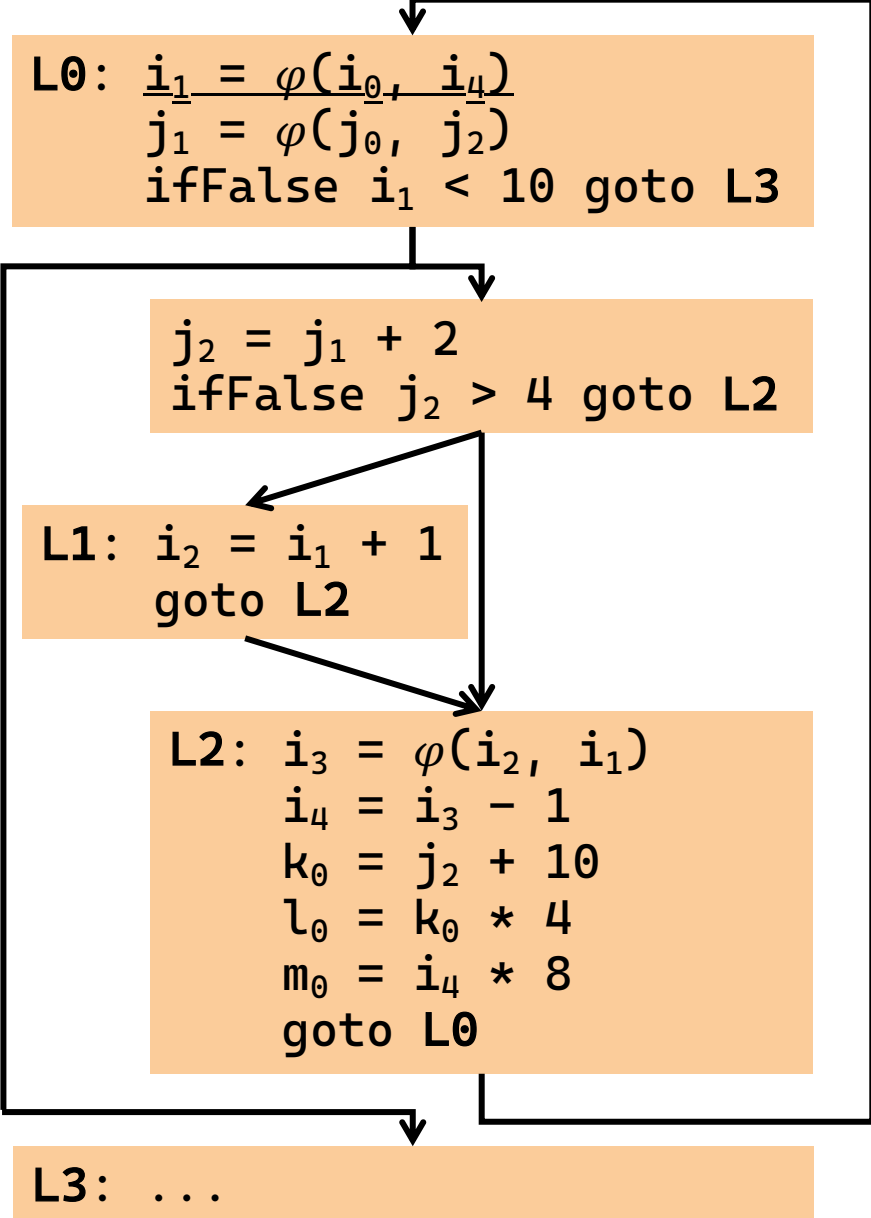 L0: i₁ = φ(i₀, i₄)
j₁ = φ(j₀, j₂)
ifFalse i₁ < 10 goto L3
j₂ = j₁ + 2
ifFalse j₂ > 4 goto L2
L1: i₂ = i₁ + 1
goto L2
L2: i₃ = φ(i₂, i₁)
i₄ = i₃ − 1
k₀ = j₂ + 10
l₀ = k₀ * 4
m₀ = i₄ * 8
goto L0
L3: ...